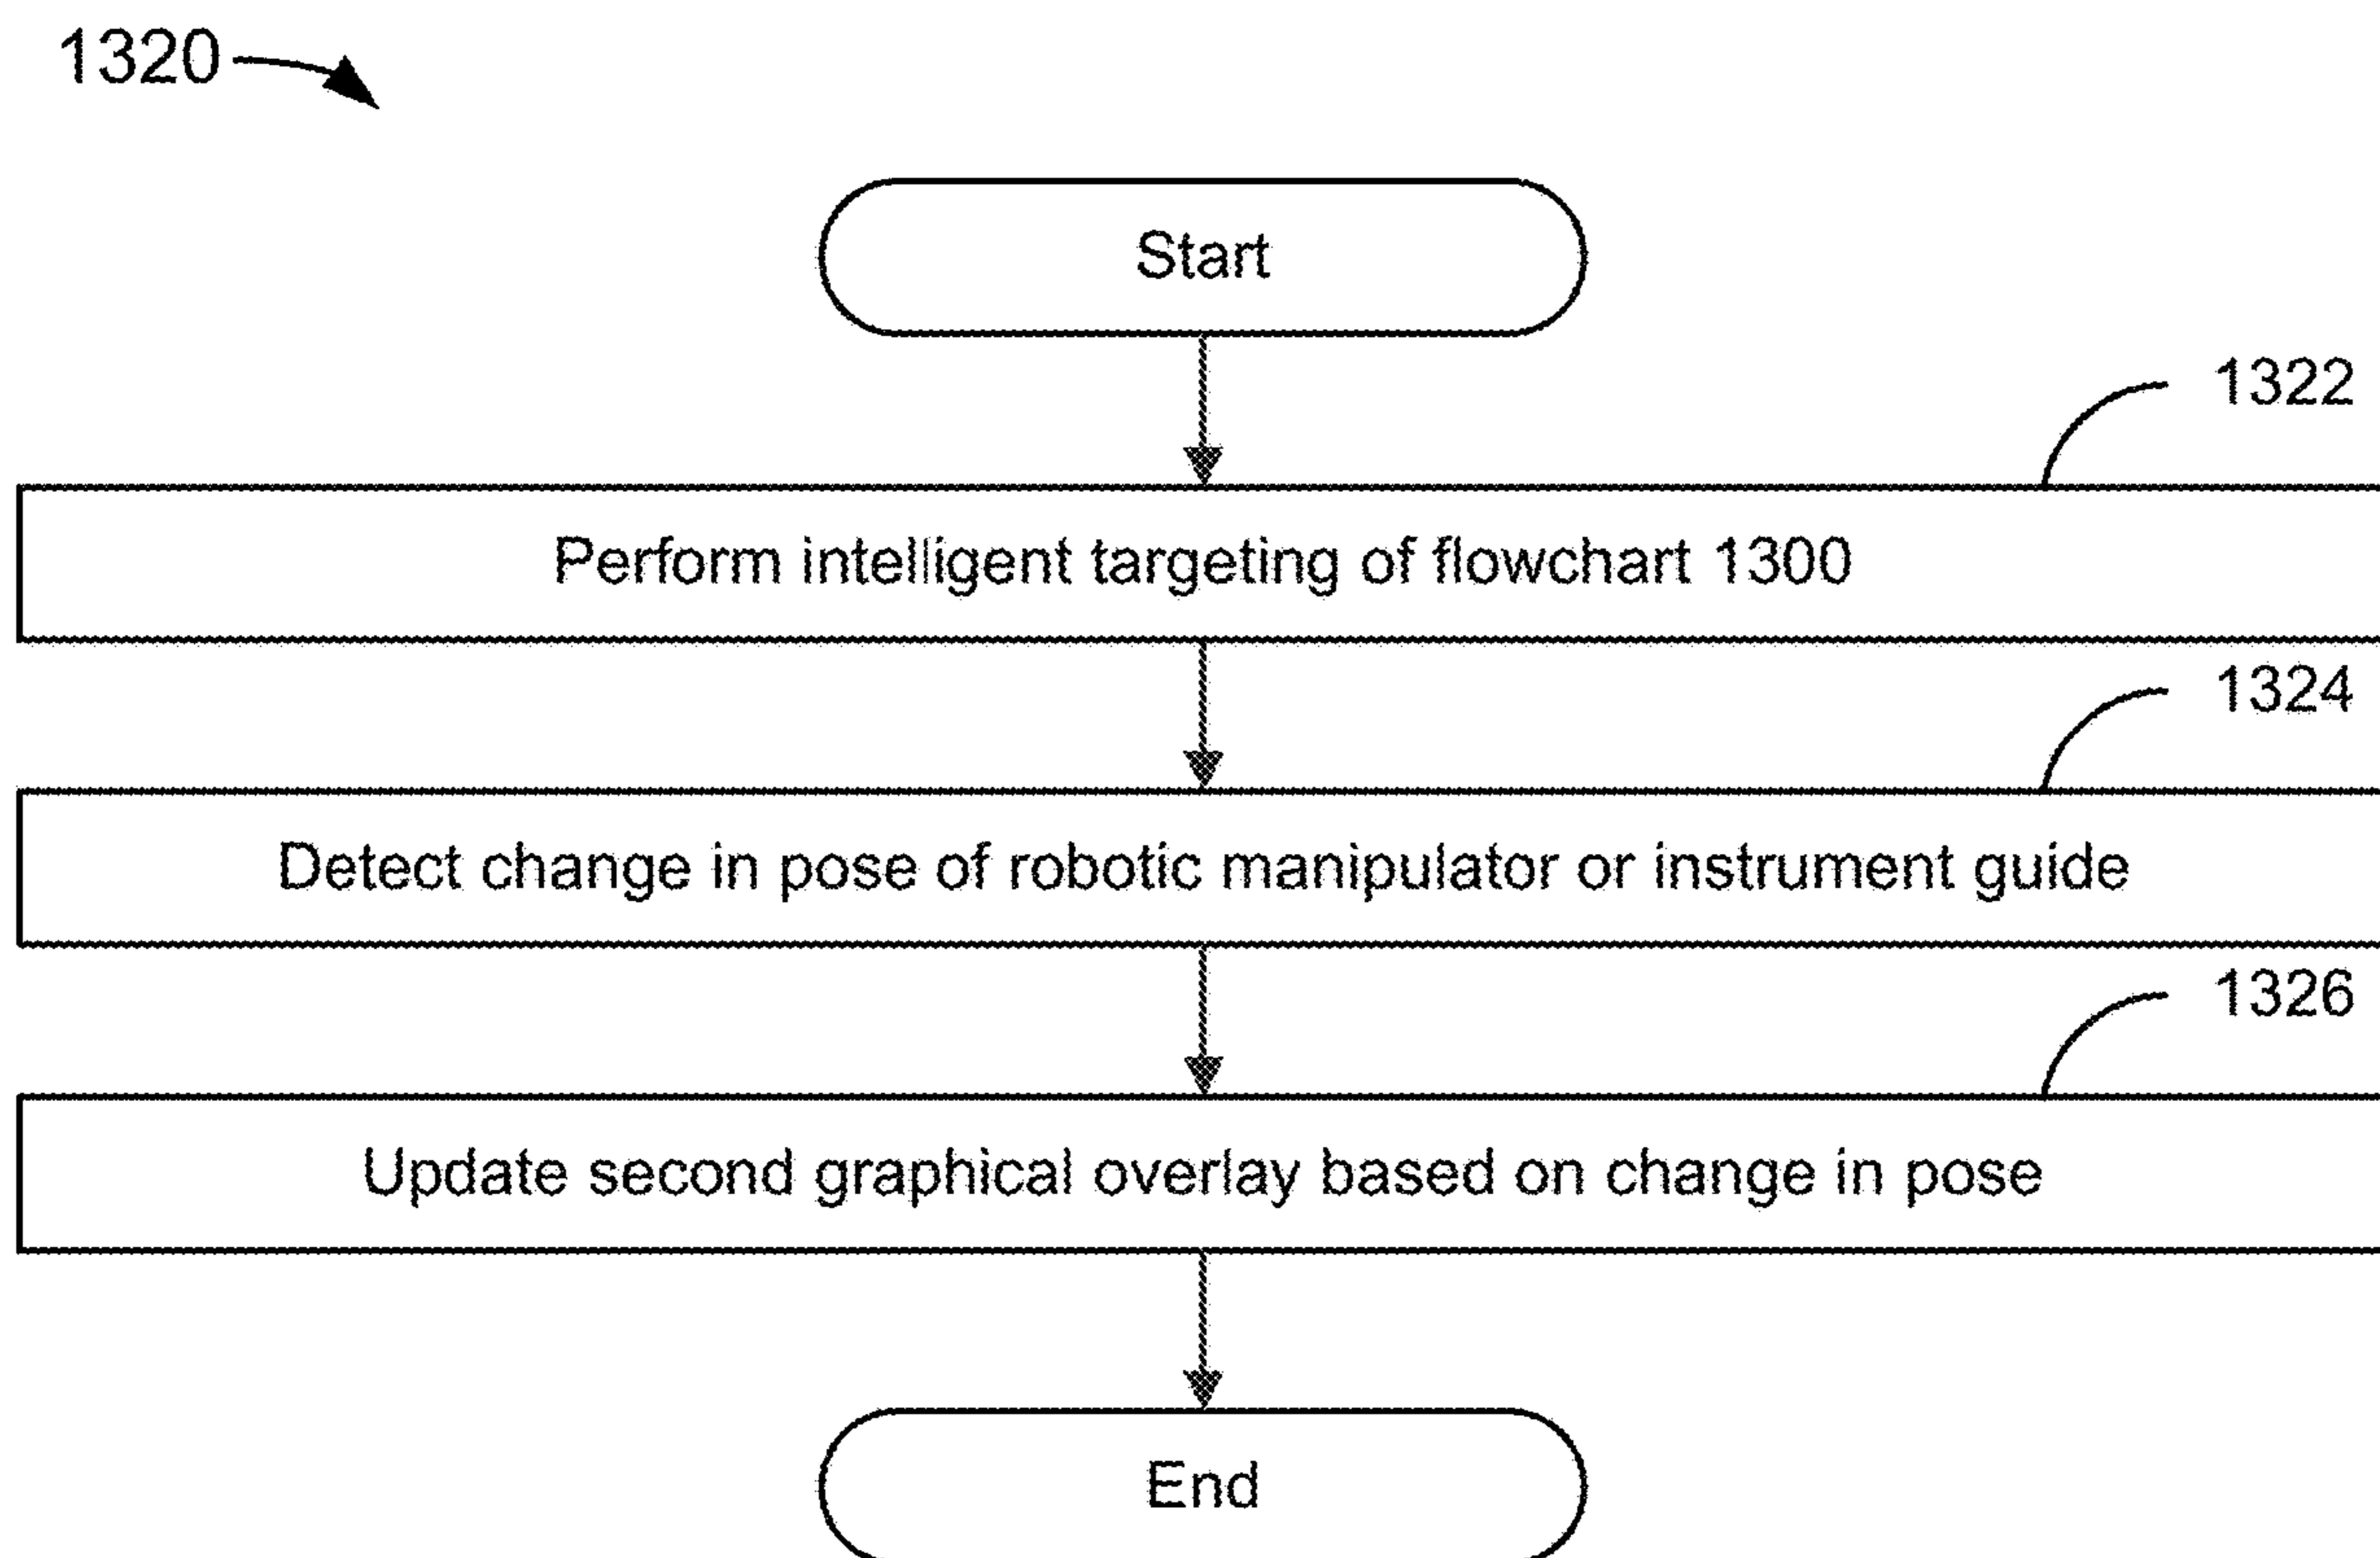 1320
Start
1322
Perform intelligent targeting of flowchart 1300
1324
Detect change in pose of robotic manipulator or instrument guide
1326
Update second graphical overlay based on change in pose
End